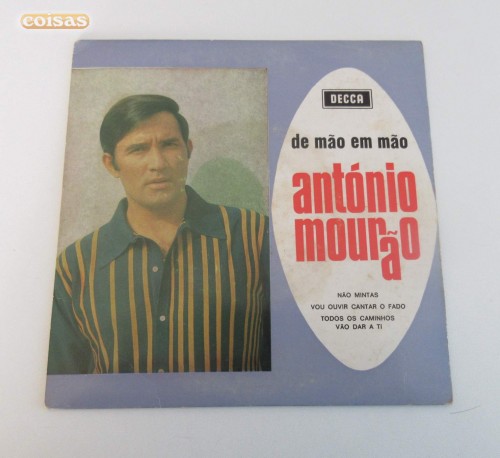 coisas
DECCA
de mão em mão
antónio
mourão
NÃO MINTAS
VOU OUVIR CANTAR O FADO
TODOS OS CAMINHOS
VÃO DAR A TI